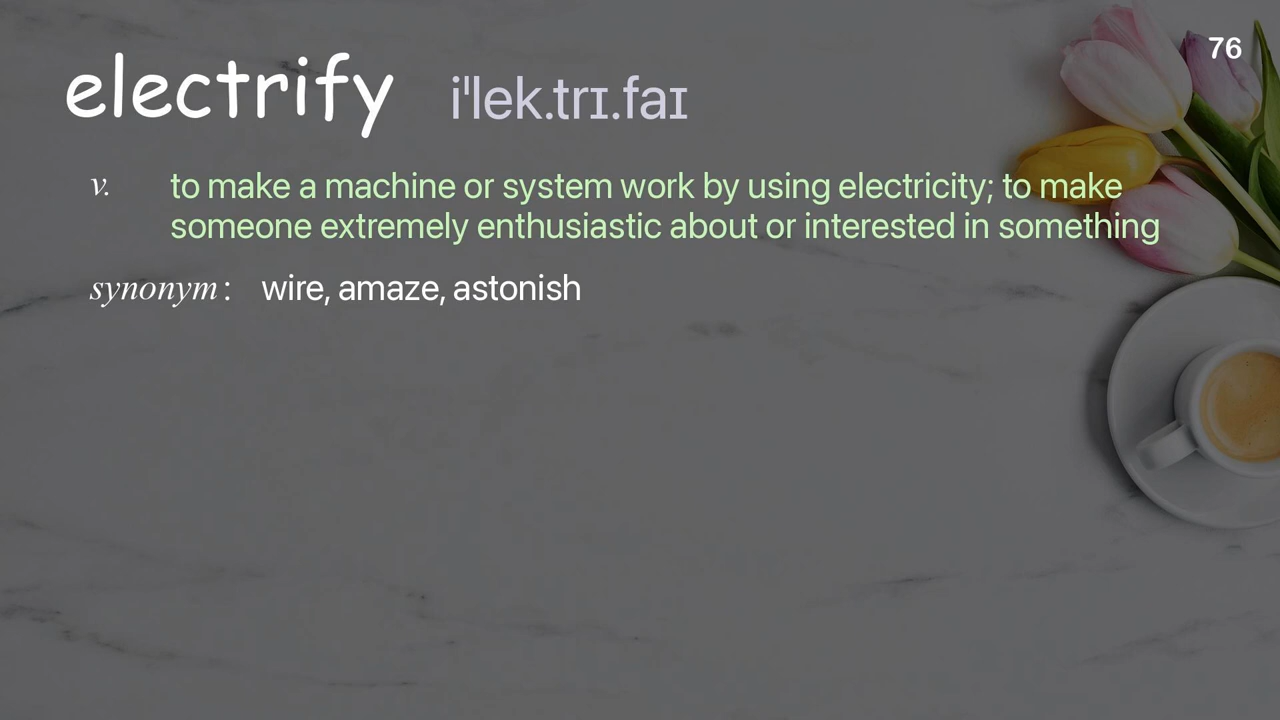 76
electrify iˈlek.trɪ.faɪ
v. to make a machine or system work by using electricity; to make
someone extremely enthusiastic about or interested in something
synonym: wire, amaze, astonish